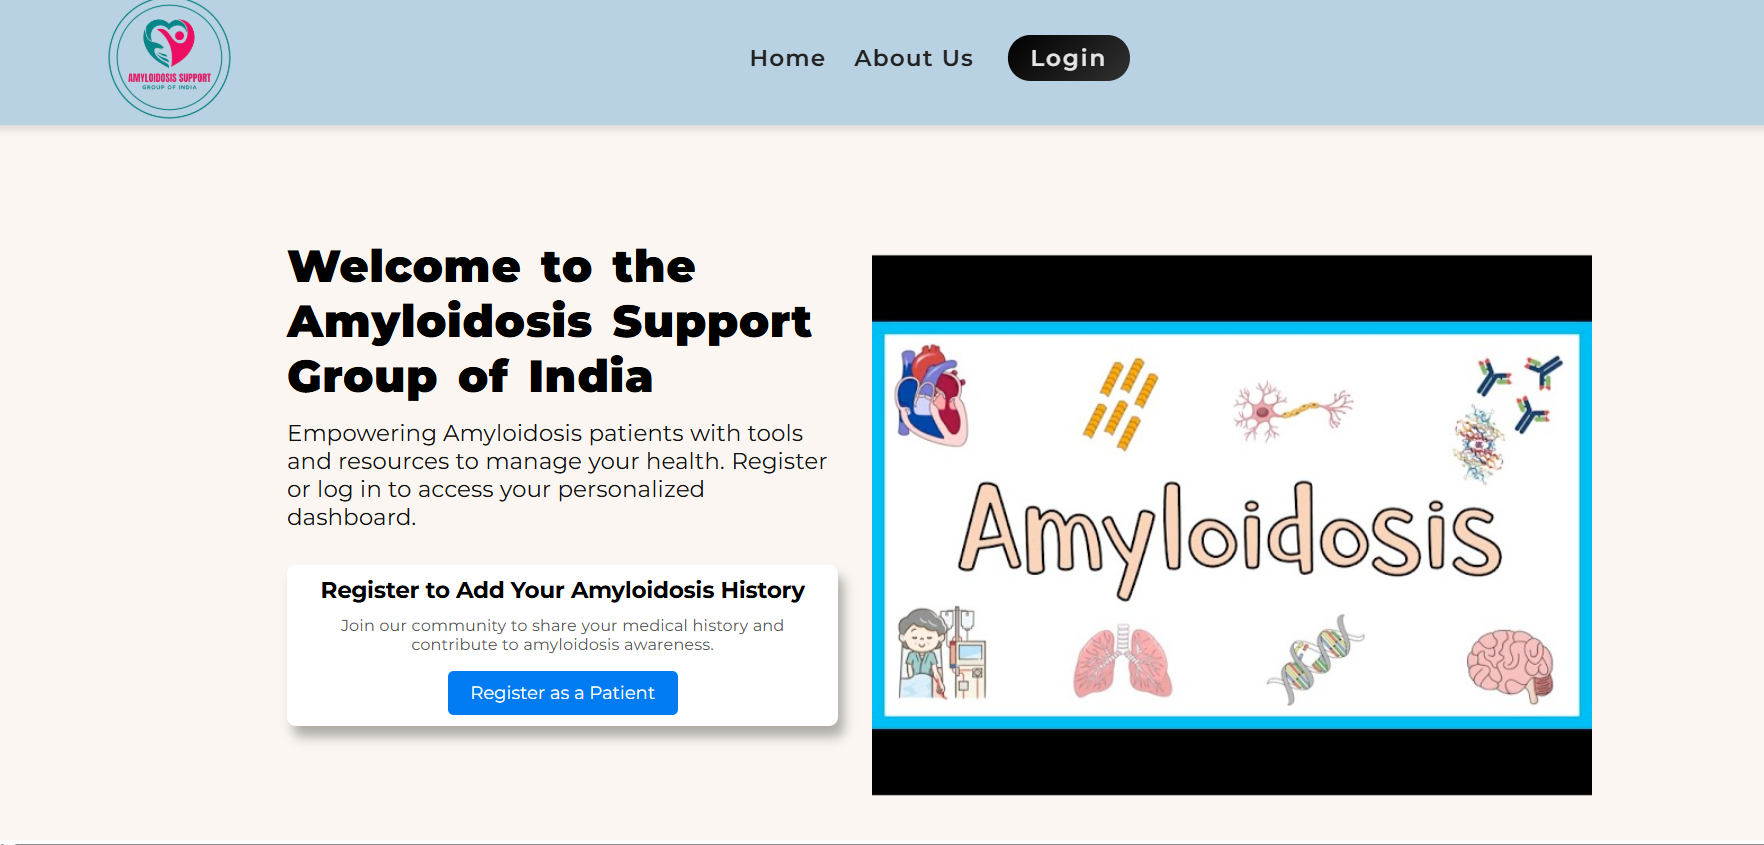 AMYLOIDOSIS SUPPORT
GROUP OF INDIA
Home About Us Login
Welcome to the
Amyloidosis Support
Group of India
Empowering Amyloidosis patients with tools
and resources to manage your health. Register
or log in to access your personalized
dashboard.
Register to Add Your Amyloidosis History
Join our community to share your medical history and
contribute to amyloidosis awareness.
Register as a Patient
Amyloidosis